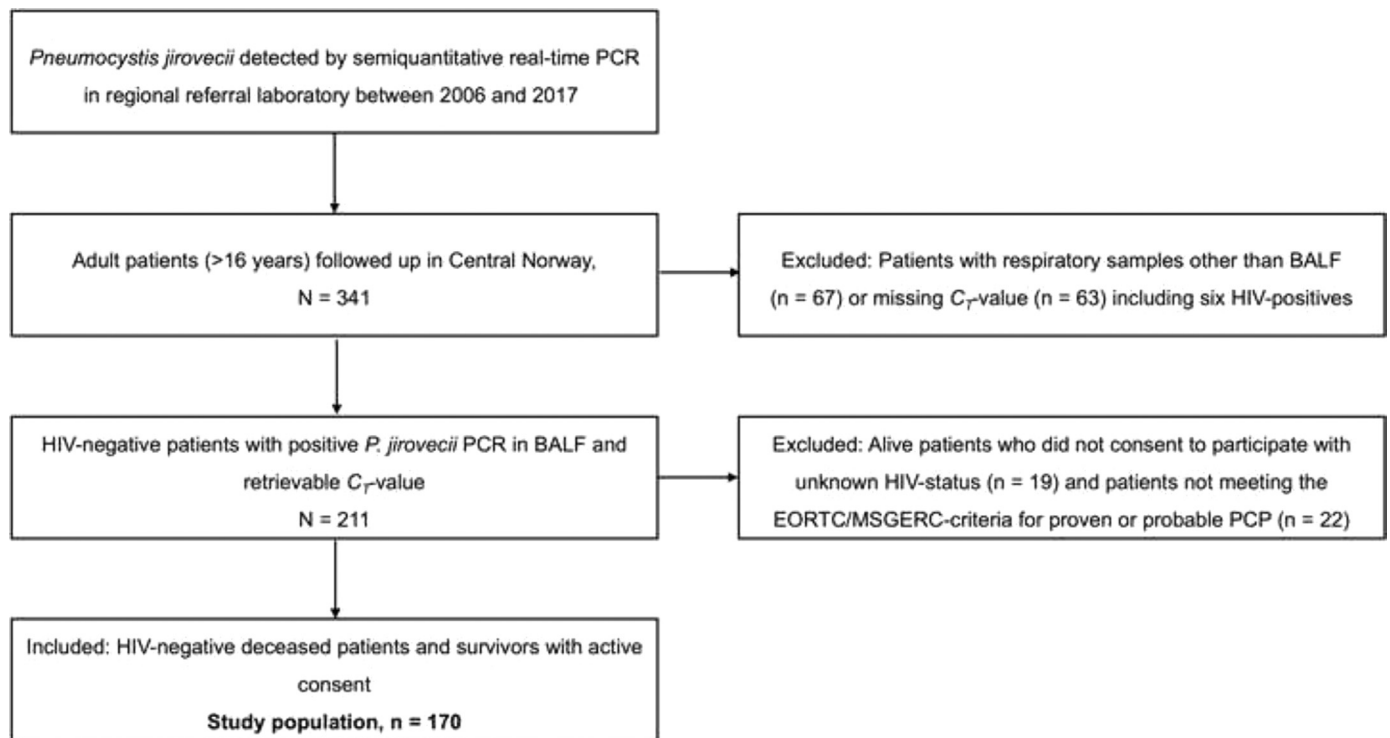 Pneumocystis jirovecii detected by semiquantitative real-time PCR
in regional referral laboratory between 2006 and 2017
Adult patients (>16 years) followed up in Central Norway,
N = 341
Excluded: Patients with respiratory samples other than BALF
(n = 67) or missing CT-value (n = 63) including six HIV-positives
HIV-negative patients with positive P. jirovecii PCR in BALF and
retrievable CT-value
N = 211
Excluded: Alive patients who did not consent to participate with
unknown HIV-status (n = 19) and patients not meeting the
EORTC/MSGERC-criteria for proven or probable PCP (n = 22)
Included: HIV-negative deceased patients and survivors with active
consent
Study population, n = 170